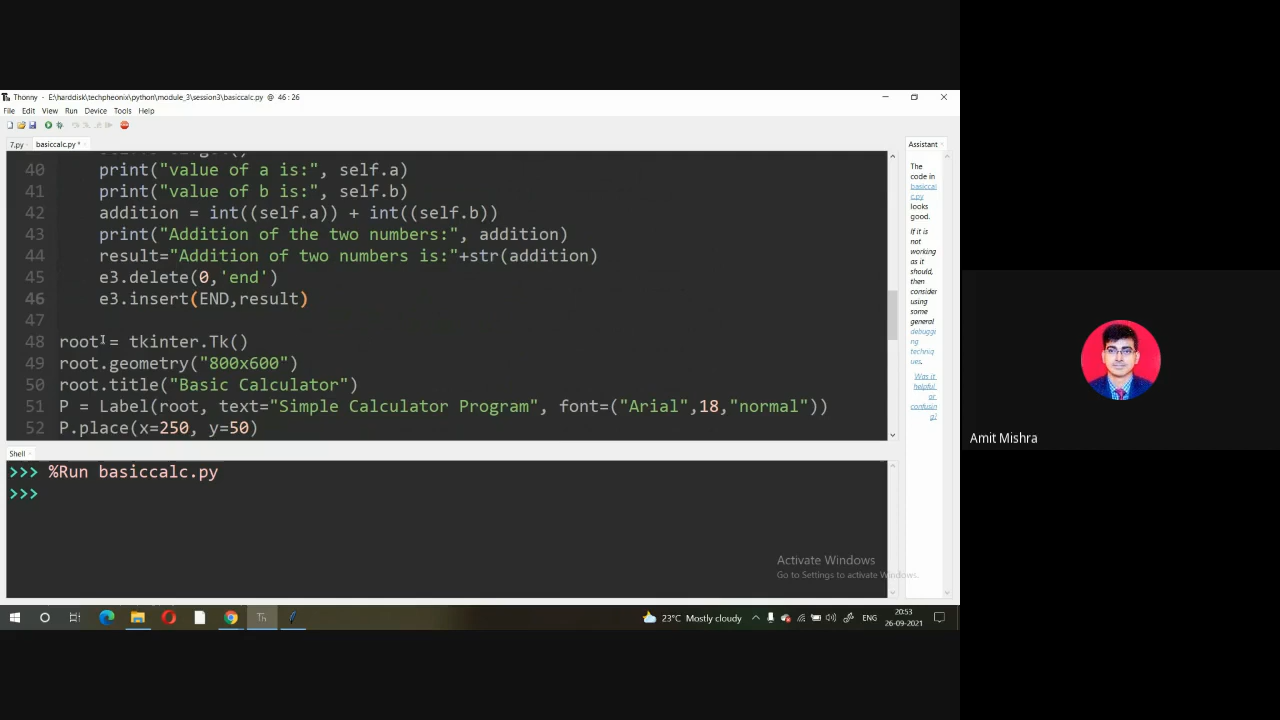 Thonny - E:\harddisk\techpheonix\python\module_3\session3\basiccalc.py @ 46 : 26
File Edit View Run Device Tools Help
7.py basiccalc.py *
40 print("value of a is:", self.a)
41 print("value of b is:", self.b)
42 addition = int((self.a)) + int((self.b))
43 print("Addition of the two numbers:", addition)
44 result="Addition of two numbers is:"+str(addition)
45 e3.delete(0,'end')
46 e3.insert(END,result)
47
48 root = tkinter.Tk()
49 root.geometry("800x600")
50 root.title("Basic Calculator")
51 P = Label(root, text="Simple Calculator Program", font=("Arial",18,"normal"))
52 P.place(x=250, y=50)
Shell
>>> %Run basiccalc.py
>>>
Assistant
The
code in
basiccal
c.py
looks
good.
If it is
not
working
as it
should,
then
consider
using
some
general
debuggi
ng
techniq
ues.
Was it
helpful
or
confusin
g?
Activate Windows
Go to Settings to activate Windows.
23°C Mostly cloudy
ENG
20:53
26-09-2021
Amit Mishra